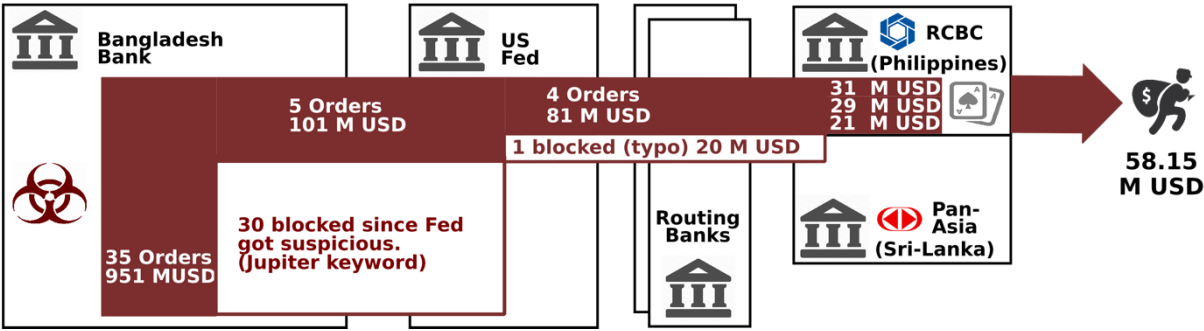 Bangladesh
Bank
US
Fed
RCBC
(Philippines)
5 Orders
101 M USD
4 Orders
81 M USD
31 M USD
29 M USD
21 M USD
A
A
$
1 blocked (typo) 20 M USD
58.15
M USD
30 blocked since Fed
got suspicious.
(Jupiter keyword)
35 Orders
951 MUSD
Routing
Banks
Pan-
Asia
(Sri-Lanka)